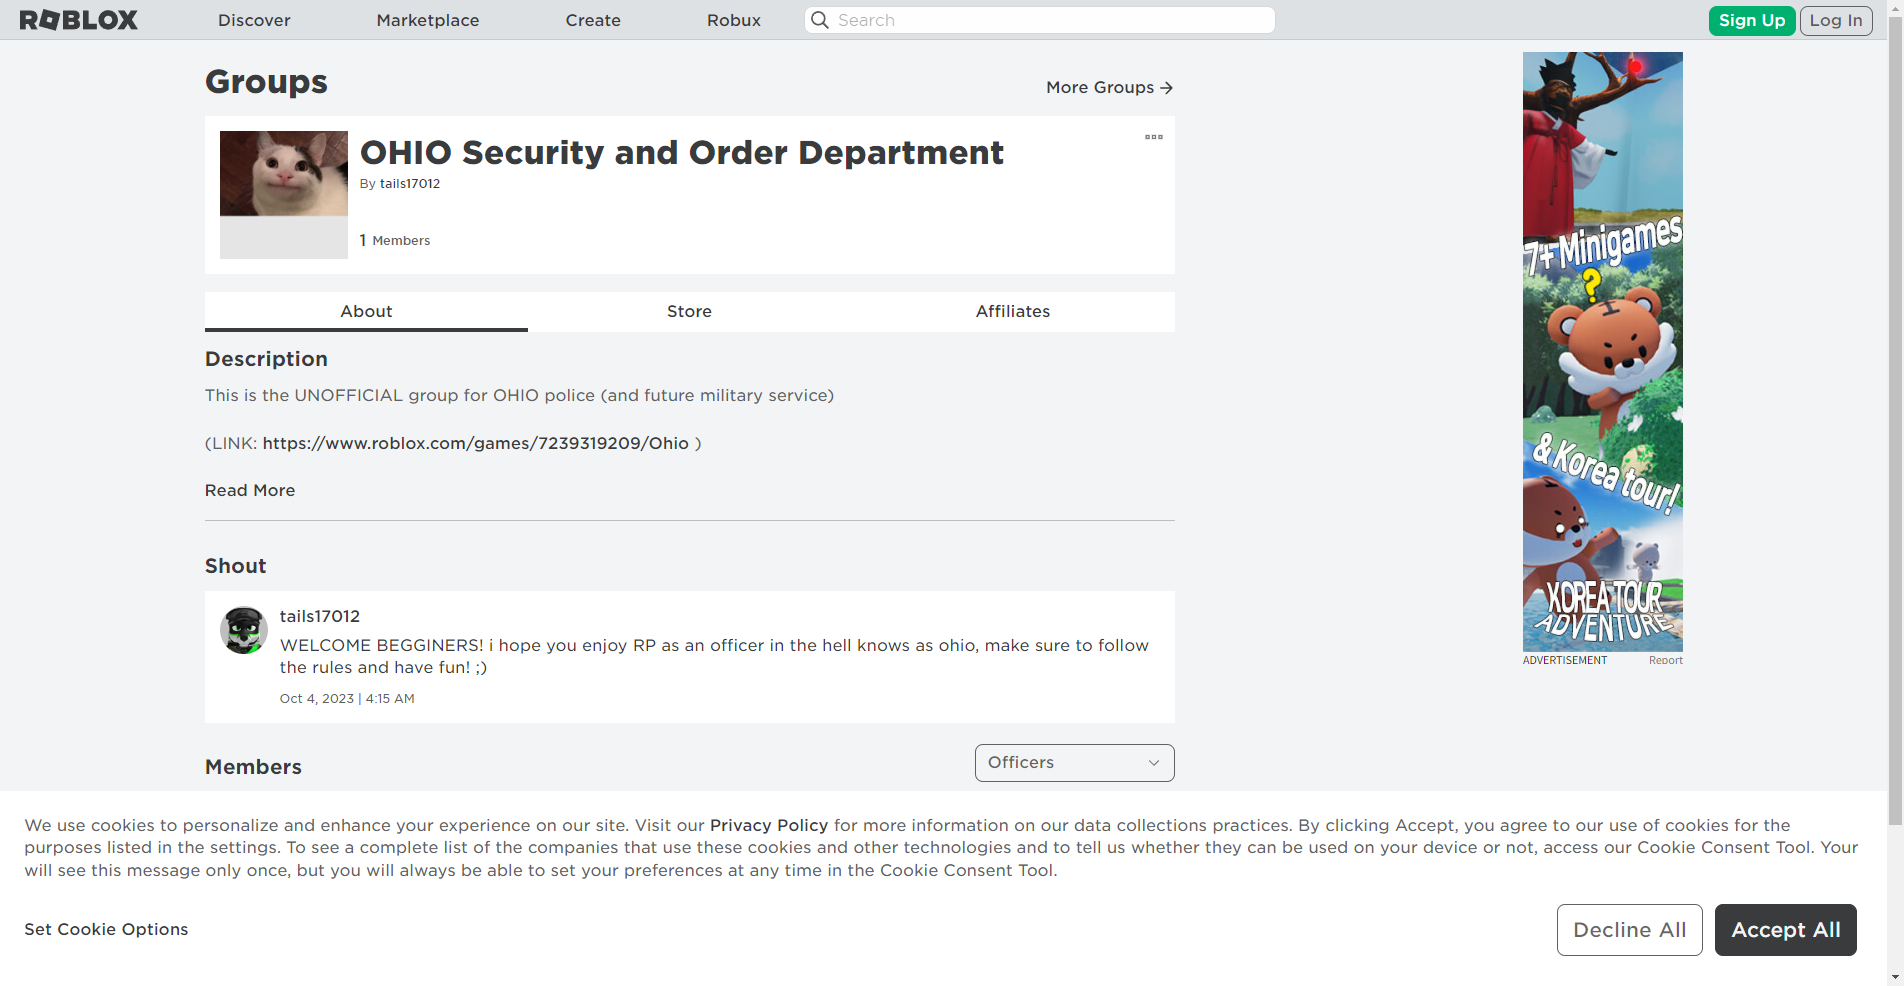 ROBLOX Discover Marketplace Create Robux Search Sign Up Log In
Groups
More Groups
OHIO Security and Order Department
By tails17012
1 Members
About Store Affiliates
Description
This is the UNOFFICIAL group for OHIO police (and future military service)
(LINK: https://www.roblox.com/games/7239319209/Ohio )
Read More
Shout
tails17012
WELCOME BEGGINERS! i hope you enjoy RP as an officer in the hell knows as ohio, make sure to follow
the rules and have fun! ;)
Oct 4, 2023 | 4:15 AM
Members
Officers
7+ Minigames
?
& Korea tour!
KOREA TOUR
ADVENTURE
ADVERTISEMENT Report
We use cookies to personalize and enhance your experience on our site. Visit our Privacy Policy for more information on our data collections practices. By clicking Accept, you agree to our use of cookies for the
purposes listed in the settings. To see a complete list of the companies that use these cookies and other technologies and to tell us whether they can be used on your device or not, access our Cookie Consent Tool. Your
will see this message only once, but you will always be able to set your preferences at any time in the Cookie Consent Tool.
Set Cookie Options
Decline All
Accept All